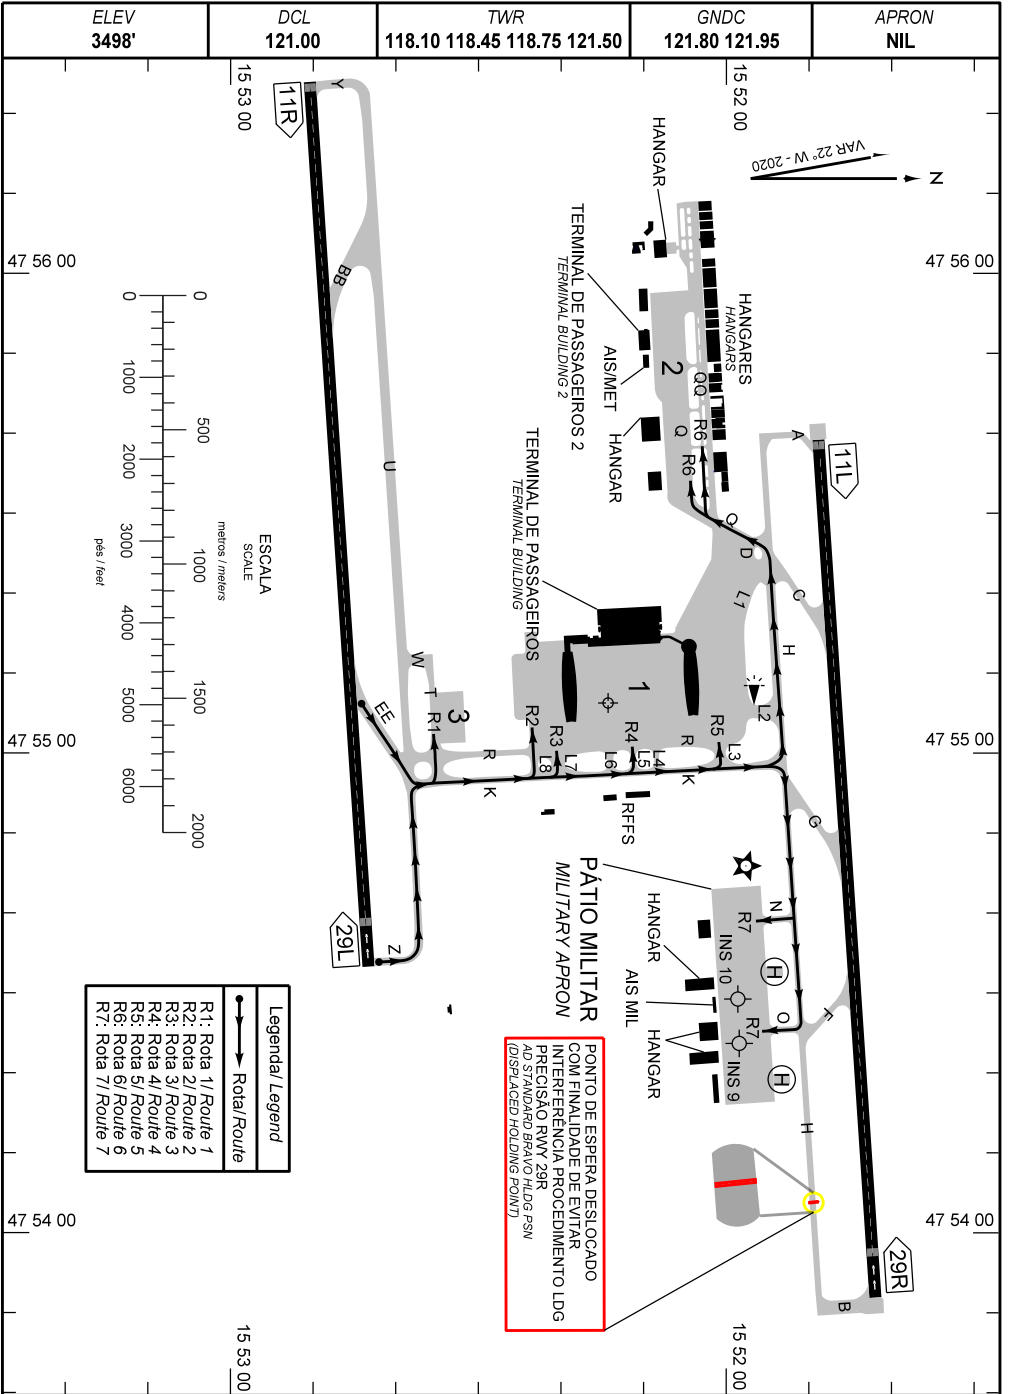 ELEV
3498'
DCL
121.00
TWR
118.10 118.45 118.75 121.50
GNDC
121.80 121.95
APRON
NIL
15 53 00
15 52 00
VAR 22° W - 2020
N
11R
Y
BB
U
47 56 00
47 56 00
HANGAR
TERMINAL DE PASSAGEIROS 2
TERMINAL BUILDING 2
AIS/MET
HANGAR
HANGARES
HANGARS
2
QQ
Q
R6
R6
Q
D
A
11L
C
L1
H
L2
TERMINAL DE PASSAGEIROS
TERMINAL BUILDING
1
ESCALA
SCALE
metros / meters
0
500
1000
1500
2000
pés / feet
0
1000
2000
3000
4000
5000
6000
W
T
R1
3
EE
R2
R3
R4
R5
L8
L7
L6
L5
L4
L3
R
R
K
K
47 55 00
47 55 00
RFFS
G
PÁTIO MILITAR
MILITARY APRON
HANGAR
AIS MIL
HANGAR
N
R7
INS 10
H
O
R7
INS 9
H
F
H
Z
29L
29R
B
PONTO DE ESPERA DESLOCADO
COM FINALIDADE DE EVITAR
INTERFERÊNCIA PROCEDIMENTO LDG
PRECISÃO RWY 29R
AD STANDARD BRAVO HLDG PSN
(DISPLACED HOLDING POINT)
Legenda/ Legend
Rota/Route
R1: Rota 1/ Route 1
R2: Rota 2/ Route 2
R3: Rota 3/ Route 3
R4: Rota 4/ Route 4
R5: Rota 5/ Route 5
R6: Rota 6/ Route 6
R7: Rota 7/ Route 7
47 54 00
47 54 00
15 53 00
15 52 00